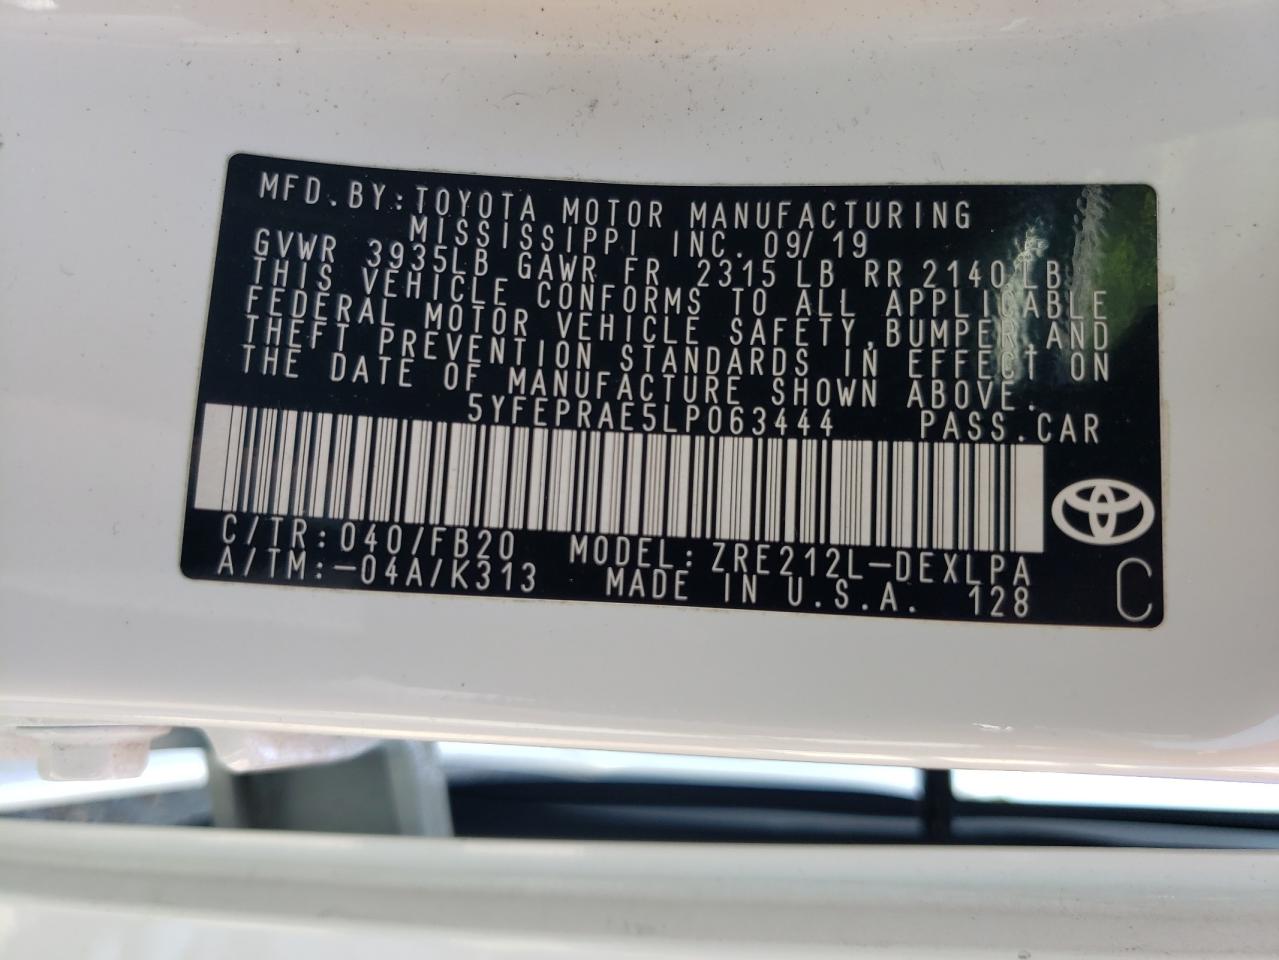 MFD.BY:TOYOTA MOTOR MANUFACTURING
MISSISSIPPI INC.09/19
GVWR 3935LB GAWR FR 2315LB RR 2140LB
THIS VEHICLE CONFORMS TO ALL APPLICABLE
FEDERAL MOTOR VEHICLE SAFETY,BUMPER,AND
THEFT PREVENTION STANDARDS IN EFFECT ON
THE DATE OF MANUFACTURE SHOWN ABOVE.
5YFEPRAE5LP063444 PASS.CAR
C/TR:040/FB20 MODEL:ZRE212L-DEXLPA
A/TM:-04A/K313 MADE IN U.S.A. 128 C